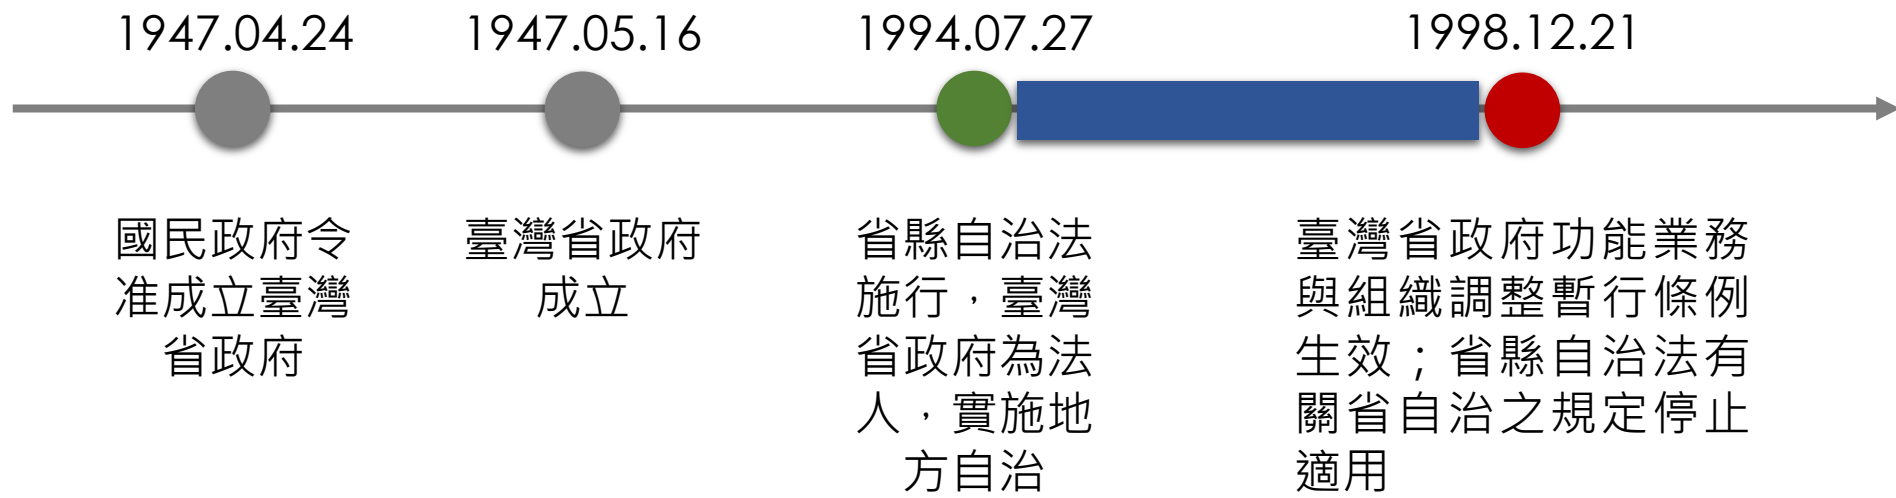 1947.04.24
國民政府令
准成立臺灣
省政府
1947.05.16
臺灣省政府
成立
1994.07.27
省縣自治法
施行，臺灣
省政府為法
人，實施地
方自治
1998.12.21
臺灣省政府功能業務
與組織調整暫行條例
生效；省縣自治法有
關省自治之規定停止
適用